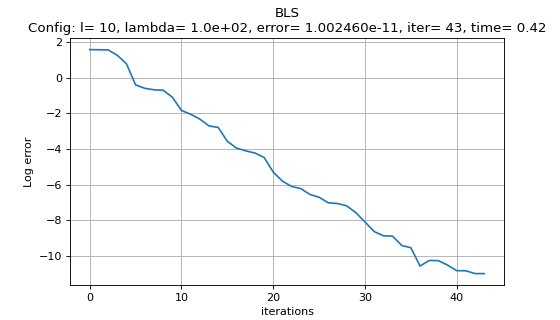 BLS
Config: l= 10, lambda= 1.0e+02, error= 1.002460e-11, iter= 43, time= 0.42
2
0
−2
−4
−6
−8
−10
Log error
0 10 20 30 40
iterations